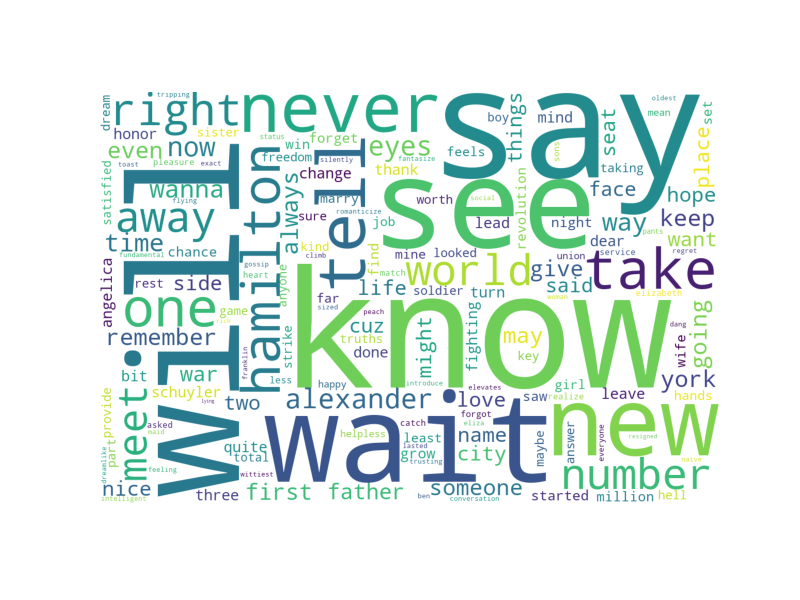 tripping
oldest
dream
right
never
say
boy
mind
mean
set
honor
sister
status
win
forget
things
seat
even
now
freedom
silently
eyes
feels
fantasize
sons
place
satisfied
toast
pleasure
exact
change
thank
taking
wanna
flying
marry
worth
see
social
face
hope
away
will
hamilton
always
sure
romanticize
job
lead
revolution
night
way
keep
pants
time
chance
kind
climb
tell
mine
looked
dear
union
service
want
regret
fundamental
gossip
find
world
give
said
take
angelica
rest
side
heart
anyone
match
life
soldier
turn
woman
elizabeth
one
game
far
sized
peach
know
remember
franklin
strike
truths
cuz
might
fighting
may
going
dang
rich
less
done
key
wife
meet
bit
war
happy
introduce
elevates
girl
york
provide
schuyler
lying
two
alexander
love
saw
realize
leave
hands
part
asked
maid
wait
catch
forgot
new
quite
helpless
eliza
least
name
maybe
answer
everyone
resigned
dreamlike
feeling
total
lasted
grow
city
naive
nice
wittiest
trusting
someone
number
intelligent
three
first
father
ben
conversation
started
million
hell